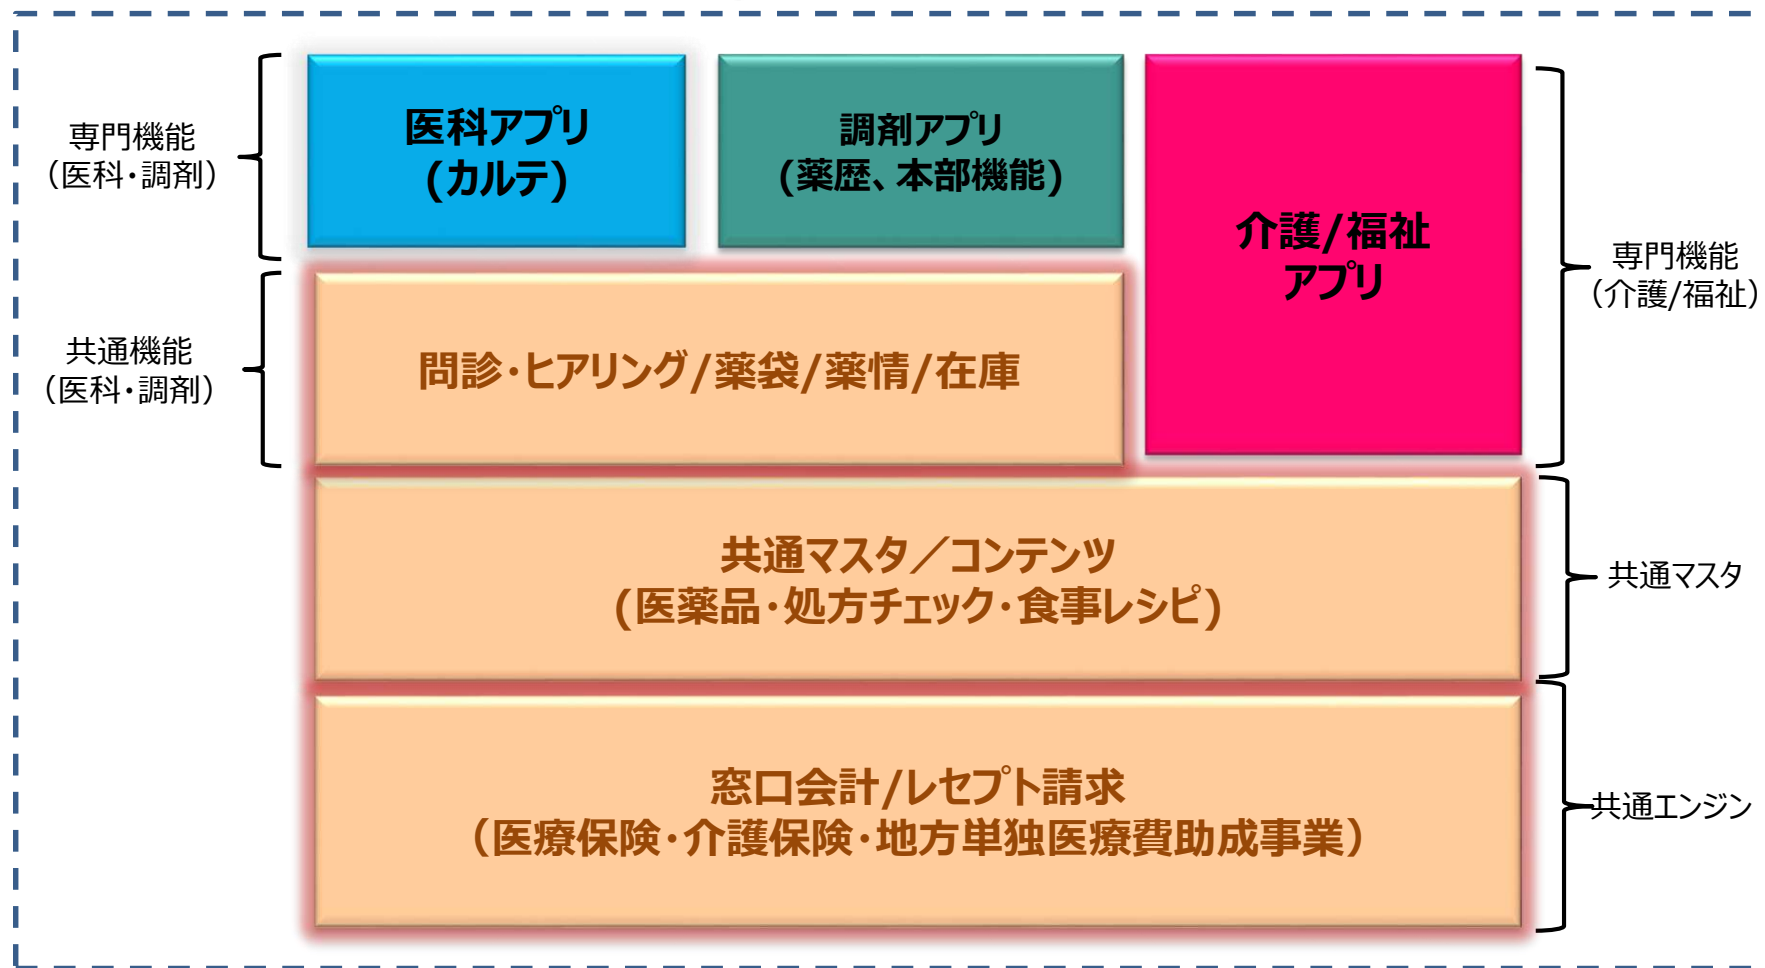 専門機能
（医科・調剤）
医科アプリ
(カルテ)
調剤アプリ
(薬歴、本部機能)
介護/福祉
アプリ
専門機能
（介護/福祉）
共通機能
（医科・調剤）
問診・ヒアリング/薬袋/薬情/在庫
共通マスタ／コンテンツ
(医薬品・処方チェック・食事レシピ)
共通マスタ
窓口会計/レセプト請求
（医療保険・介護保険・地方単独医療費助成事業）
共通エンジン